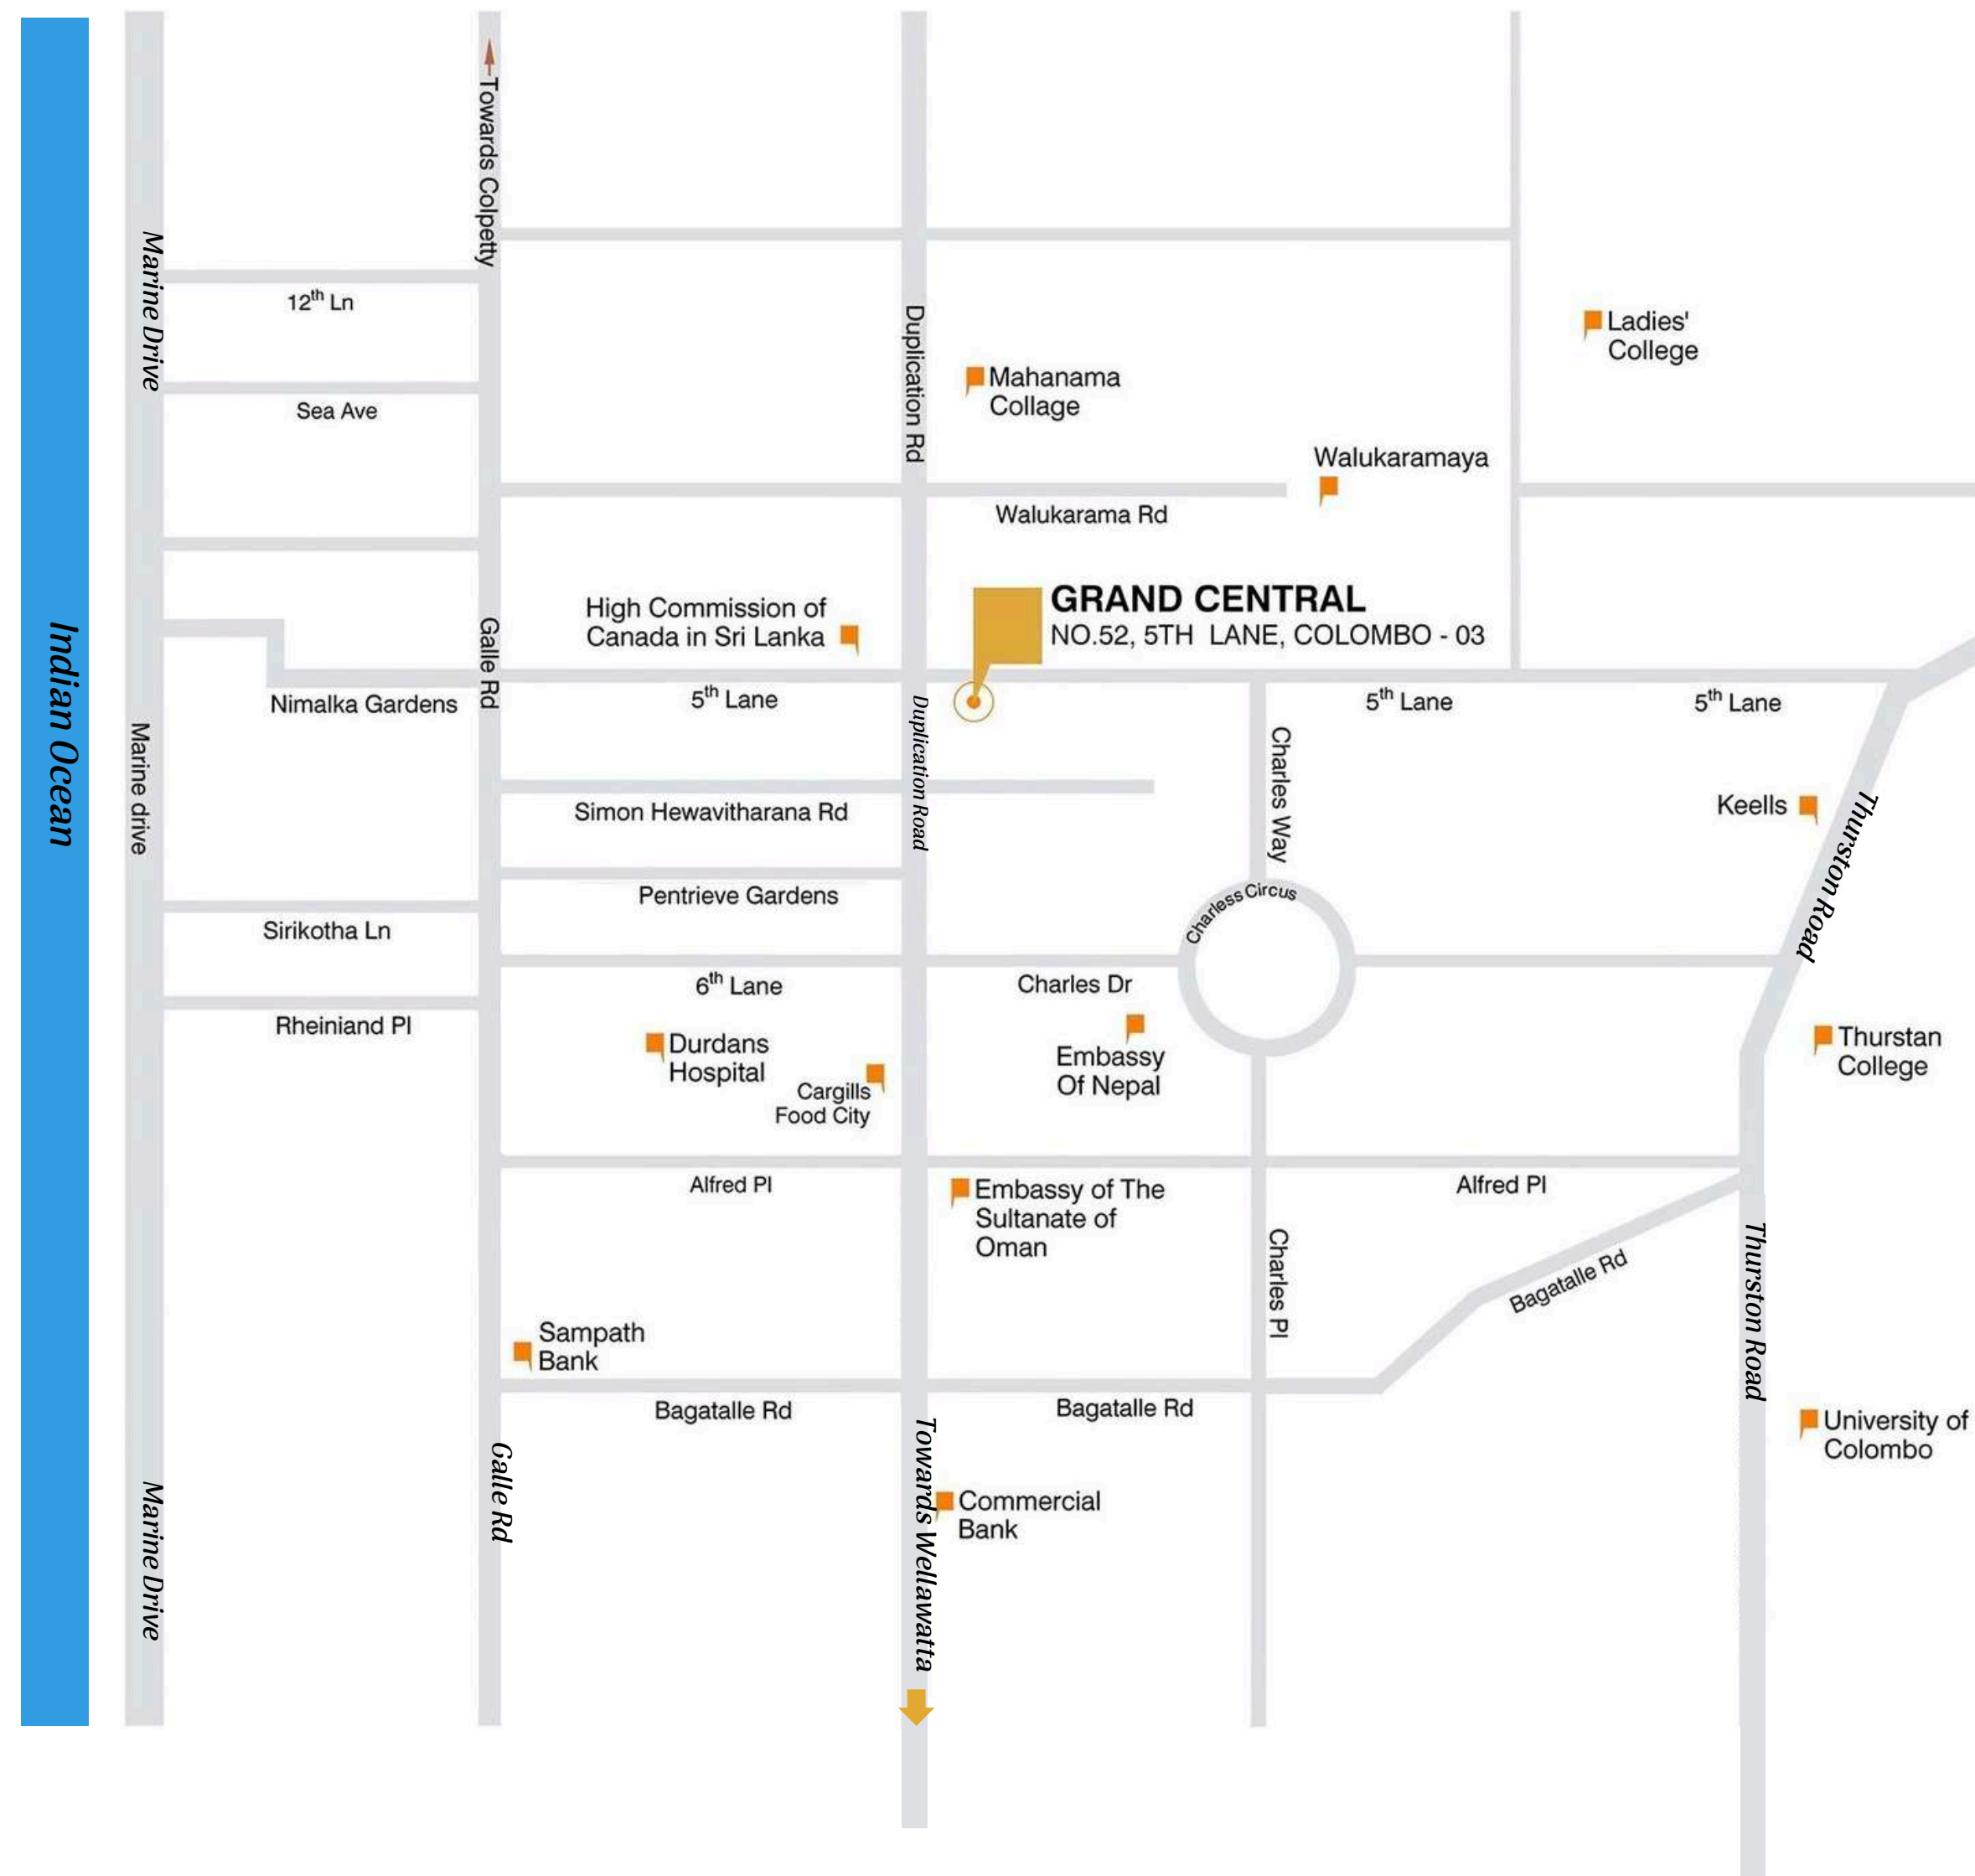 Towards Colpetty
Marine Drive
12th Ln
Duplication Rd
Ladies'
College
Mahanama
Collage
Sea Ave
Walukaramaya
Walukarama Rd
GRAND CENTRAL
NO.52, 5TH LANE, COLOMBO - 03
High Commission of
Canada in Sri Lanka
Indian Ocean
Galle Rd
Nimalka Gardens
5th Lane
Duplication Road
5th Lane
5th Lane
Marine drive
Charles Way
Keells
Thurston Road
Simon Hewavitharana Rd
Pentrieve Gardens
Charless Circus
Sirikotha Ln
6th Lane
Charles Dr
Rheiniand Pl
Durdans
Hospital
Embassy
Of Nepal
Thurstan
College
Cargills
Food City
Alfred Pl
Embassy of The
Sultanate of
Oman
Alfred Pl
Charles Pl
Bagatalle Rd
Thurston Road
Sampath
Bank
Bagatalle Rd
Bagatalle Rd
University of
Colombo
Galle Rd
Towards Wellawatta
Commercial
Bank
Marine Drive